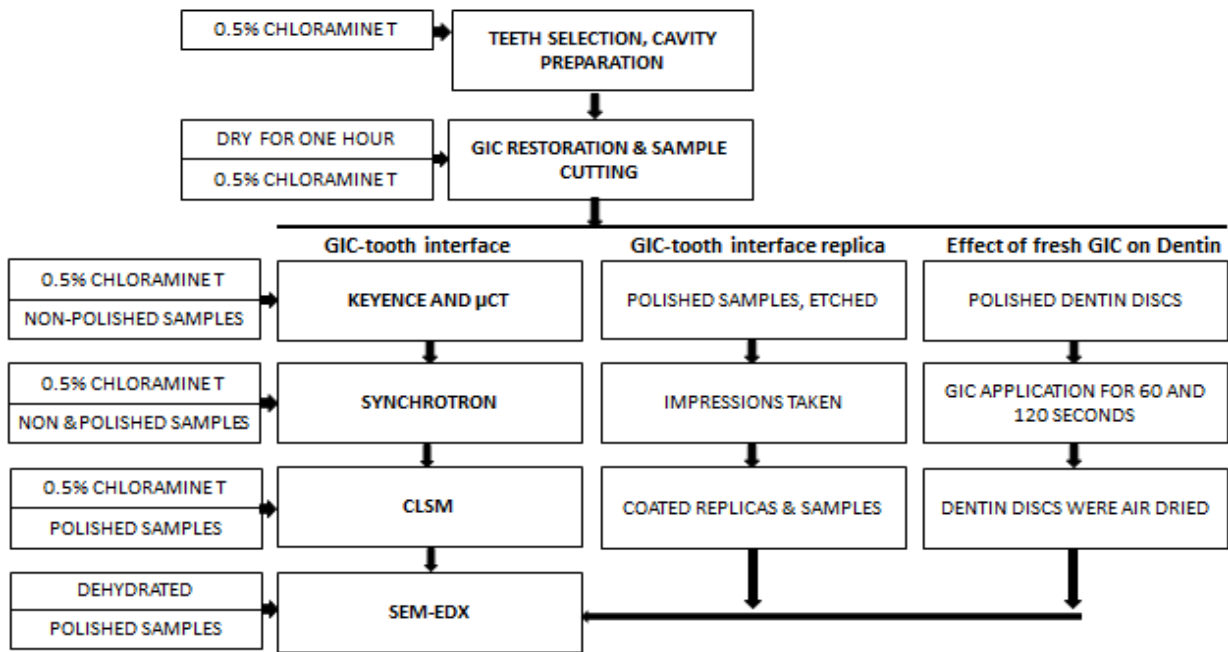 0.5% CHLORAMINE T
TEETH SELECTION, CAVITY
PREPARATION
DRY FOR ONE HOUR
0.5% CHLORAMINE T
GIC RESTORATION & SAMPLE
CUTTING
GIC-tooth interface
GIC-tooth interface replica
Effect of fresh GIC on Dentin
0.5% CHLORAMINE T
NON-POLISHED SAMPLES
KEYENCE AND µCT
POLISHED SAMPLES, ETCHED
POLISHED DENTIN DISCS
0.5% CHLORAMINE T
NON & POLISHED SAMPLES
SYNCHROTRON
IMPRESSIONS TAKEN
GIC APPLICATION FOR 60 AND
120 SECONDS
0.5% CHLORAMINE T
POLISHED SAMPLES
CLSM
COATED REPLICAS & SAMPLES
DENTIN DISCS WERE AIR DRIED
DEHYDRATED
POLISHED SAMPLES
SEM-EDX